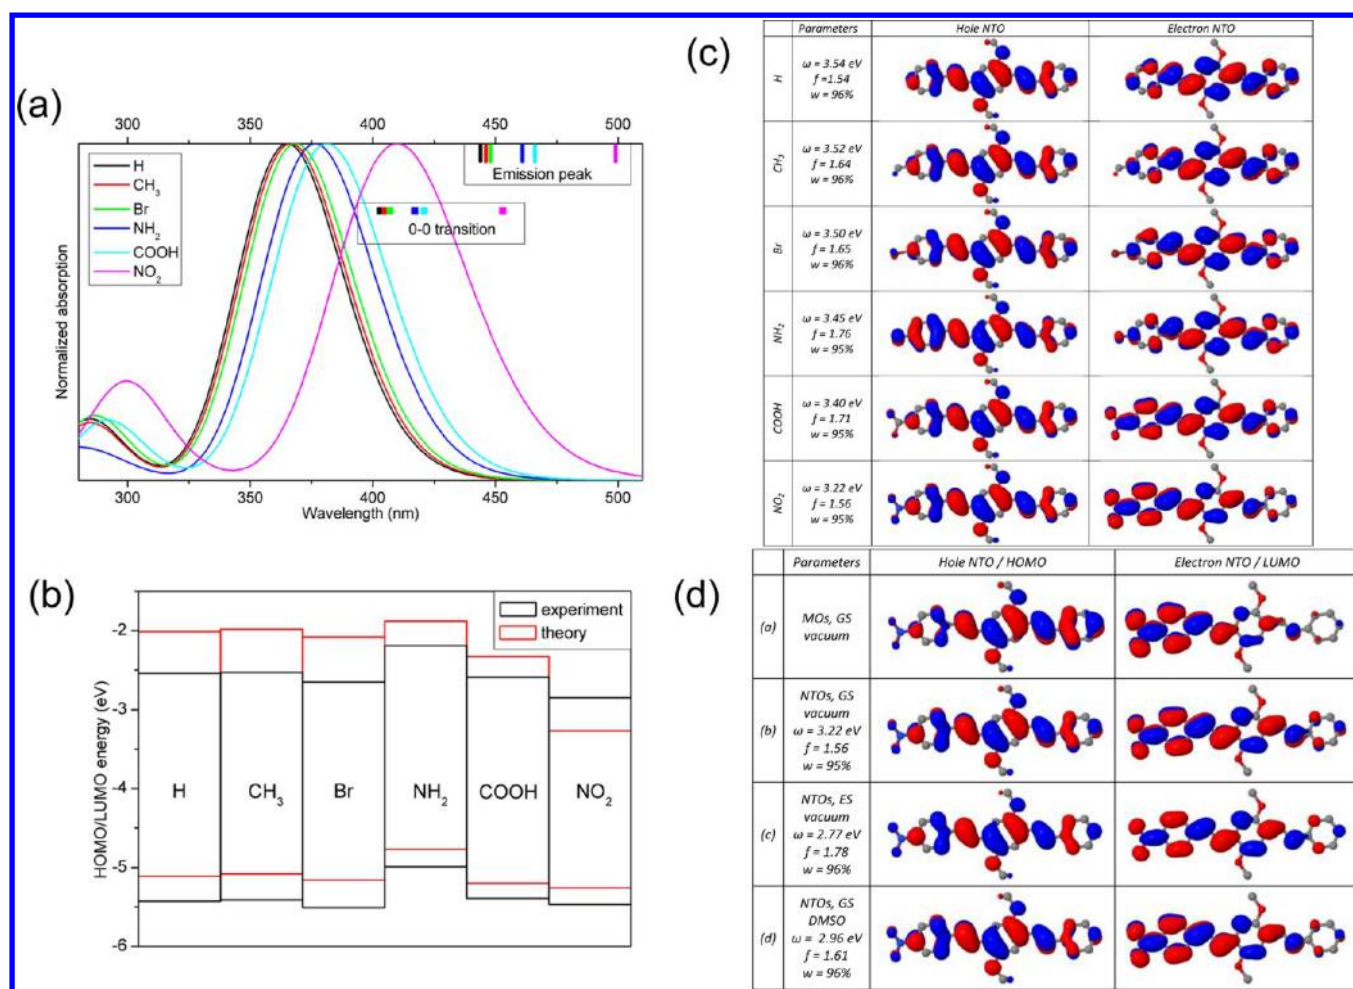 (a)
300 350 400 450 500
H
CH3
Br
NH2
COOH
NO2
Emission peak
0-0 transition
Normalized absorption
300 350 400 450 500
Wavelength (nm)
(b)
experiment
theory
-2
-3
-4
-5
-6
HOMO/LUMO energy (eV)
H CH3 Br NH2 COOH NO2
(c)
Parameters Hole NTO Electron NTO
H
ω = 3.54 eV
f =1.54
w = 96%
CH3
ω = 3.52 eV
f = 1.64
w = 96%
Br
ω = 3.50 eV
f = 1.65
w = 96%
NH2
ω = 3.45 eV
f = 1.76
w = 95%
COOH
ω = 3.40 eV
f = 1.71
w = 95%
NO2
ω = 3.22 eV
f = 1.56
w = 95%
(d)
Parameters Hole NTO / HOMO Electron NTO / LUMO
(a)
MOs, GS
vacuum
(b)
NTOs, GS
vacuum
ω = 3.22 eV
f = 1.56
w = 95%
(c)
NTOs, ES
vacuum
ω = 2.77 eV
f = 1.78
w = 96%
(d)
NTOs, GS
DMSO
ω = 2.96 eV
f = 1.61
w = 96%